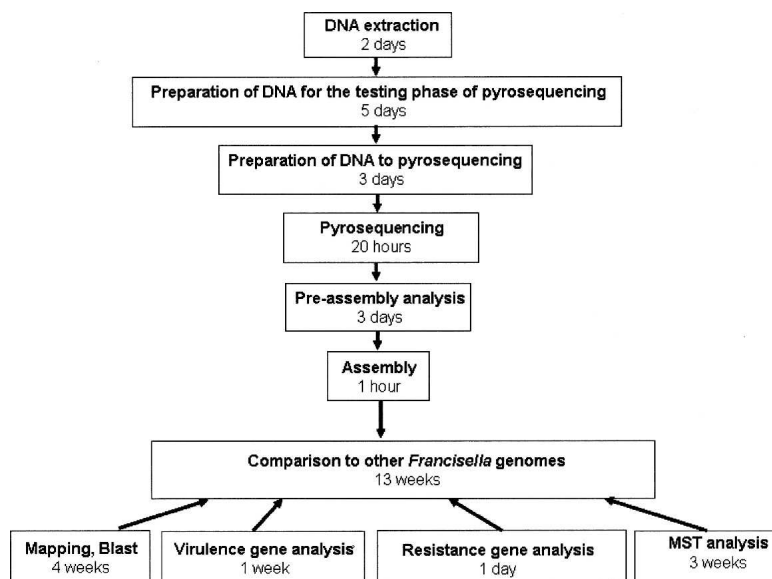 DNA extraction
2 days
Preparation of DNA for the testing phase of pyrosequencing
5 days
Preparation of DNA to pyrosequencing
3 days
Pyrosequencing
20 hours
Pre-assembly analysis
3 days
Assembly
1 hour
Comparison to other Francisella genomes
13 weeks
Mapping, Blast
4 weeks
Virulence gene analysis
1 week
Resistance gene analysis
1 day
MST analysis
3 weeks